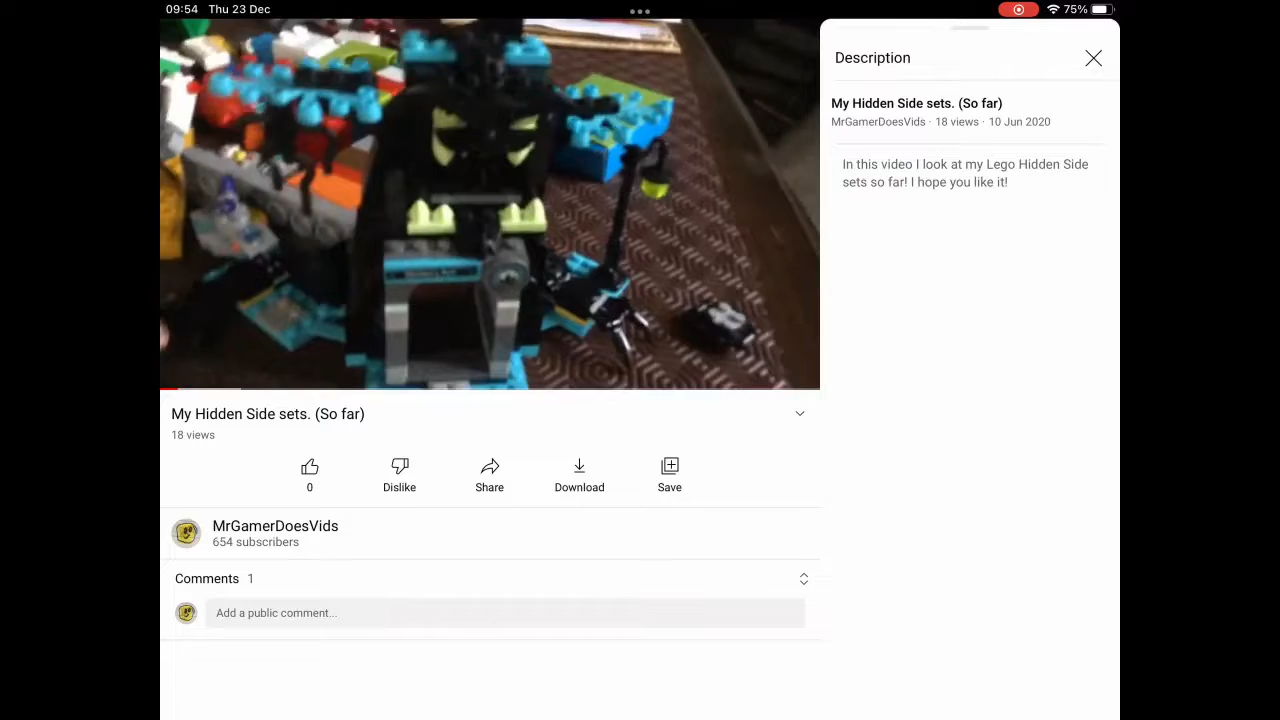 09:54 Thu 23 Dec
75%
Description
My Hidden Side sets. (So far)
MrGamerDoesVids · 18 views · 10 Jun 2020
In this video I look at my Lego Hidden Side
sets so far! I hope you like it!
My Hidden Side sets. (So far)
18 views
0
Dislike
Share
Download
Save
MrGamerDoesVids
654 subscribers
Comments 1
Add a public comment...